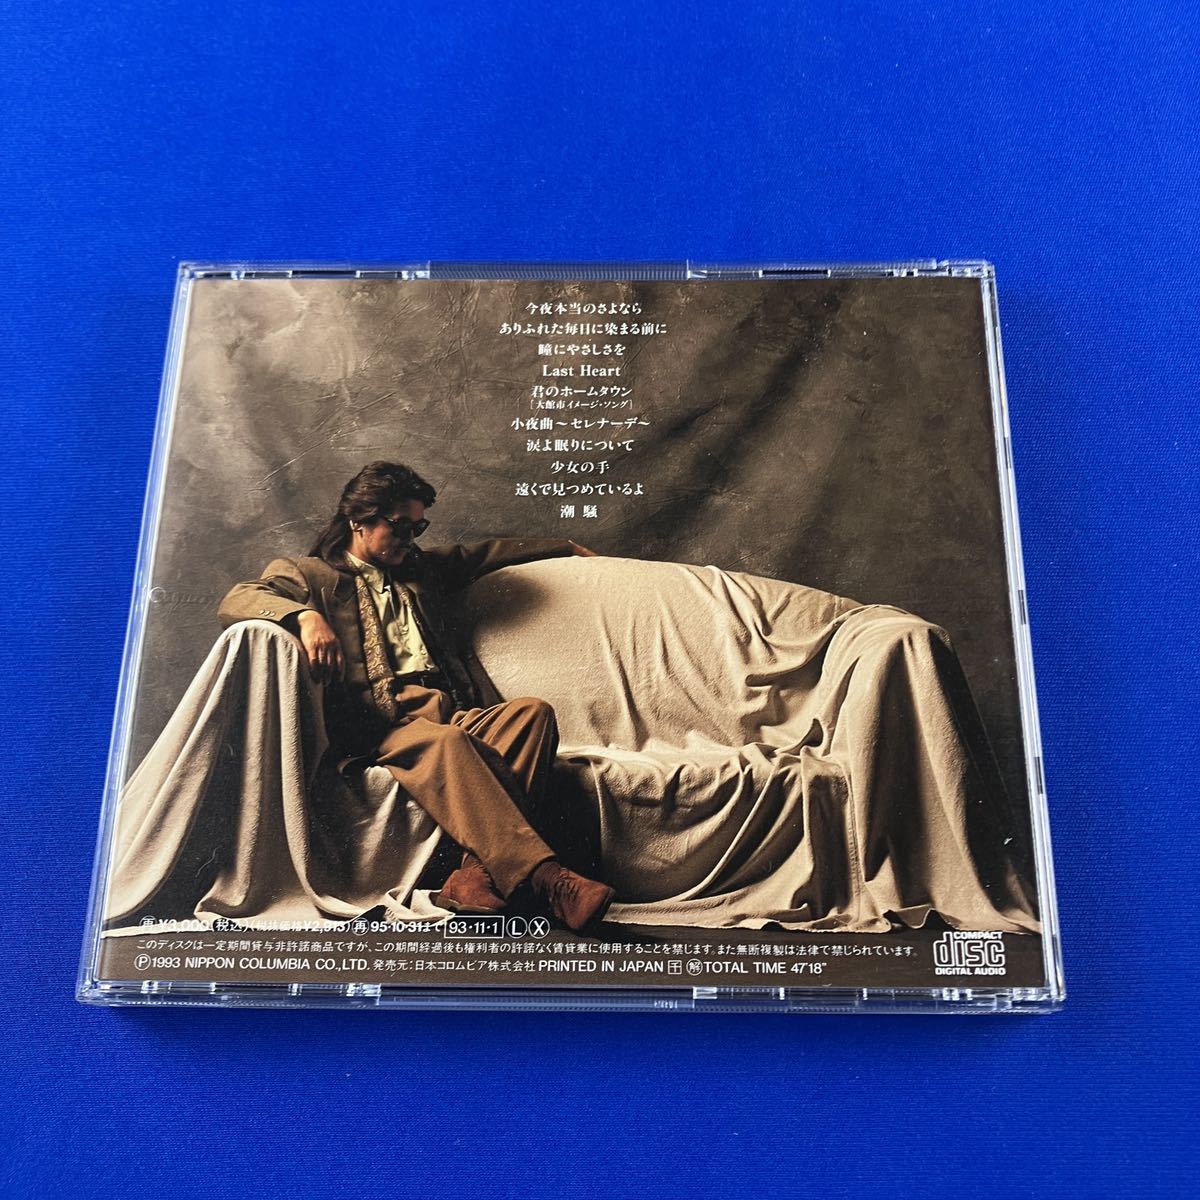 今夜本当のさよなら
ありふれた毎日に染まる前に
瞳にやさしさを
Last Heart
君のホームタウン
[大館市イメージ・ソング]
小夜曲〜セレナーデ〜
涙よ眠りについて
少女の手
遠くで見つめているよ
潮騒
再¥3,000(税込)(税抜価格¥2,913)再95・10・31まで 93・11・1 L X
このディスクは一定期間貸与非許諾商品ですが、この期間経過後も権利者の許諾なく賃貸業に使用することを禁じます。また無断複製は法律で禁じられています。
Ⓟ1993 NIPPON COLUMBIA CO.,LTD. 発売元:日本コロムビア株式会社 PRINTED IN JAPAN 干 解 TOTAL TIME 47'18"
COMPACT
disc
DIGITAL AUDIO